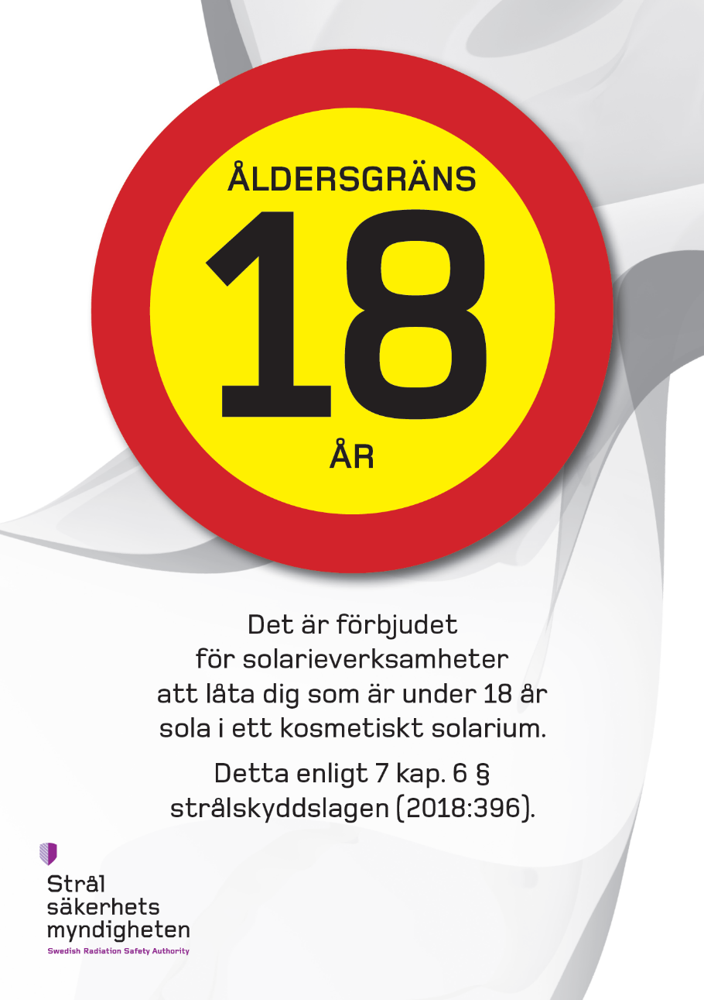 ÅLDERSGRÄNS
18
ÅR
Det är förbjudet
för solarieverksamheter
att låta dig som är under 18 år
sola i ett kosmetiskt solarium.
Detta enligt 7 kap. 6 §
strålskyddslagen (2018:396).
Strål
säkerhets
myndigheten
Swedish Radiation Safety Authority